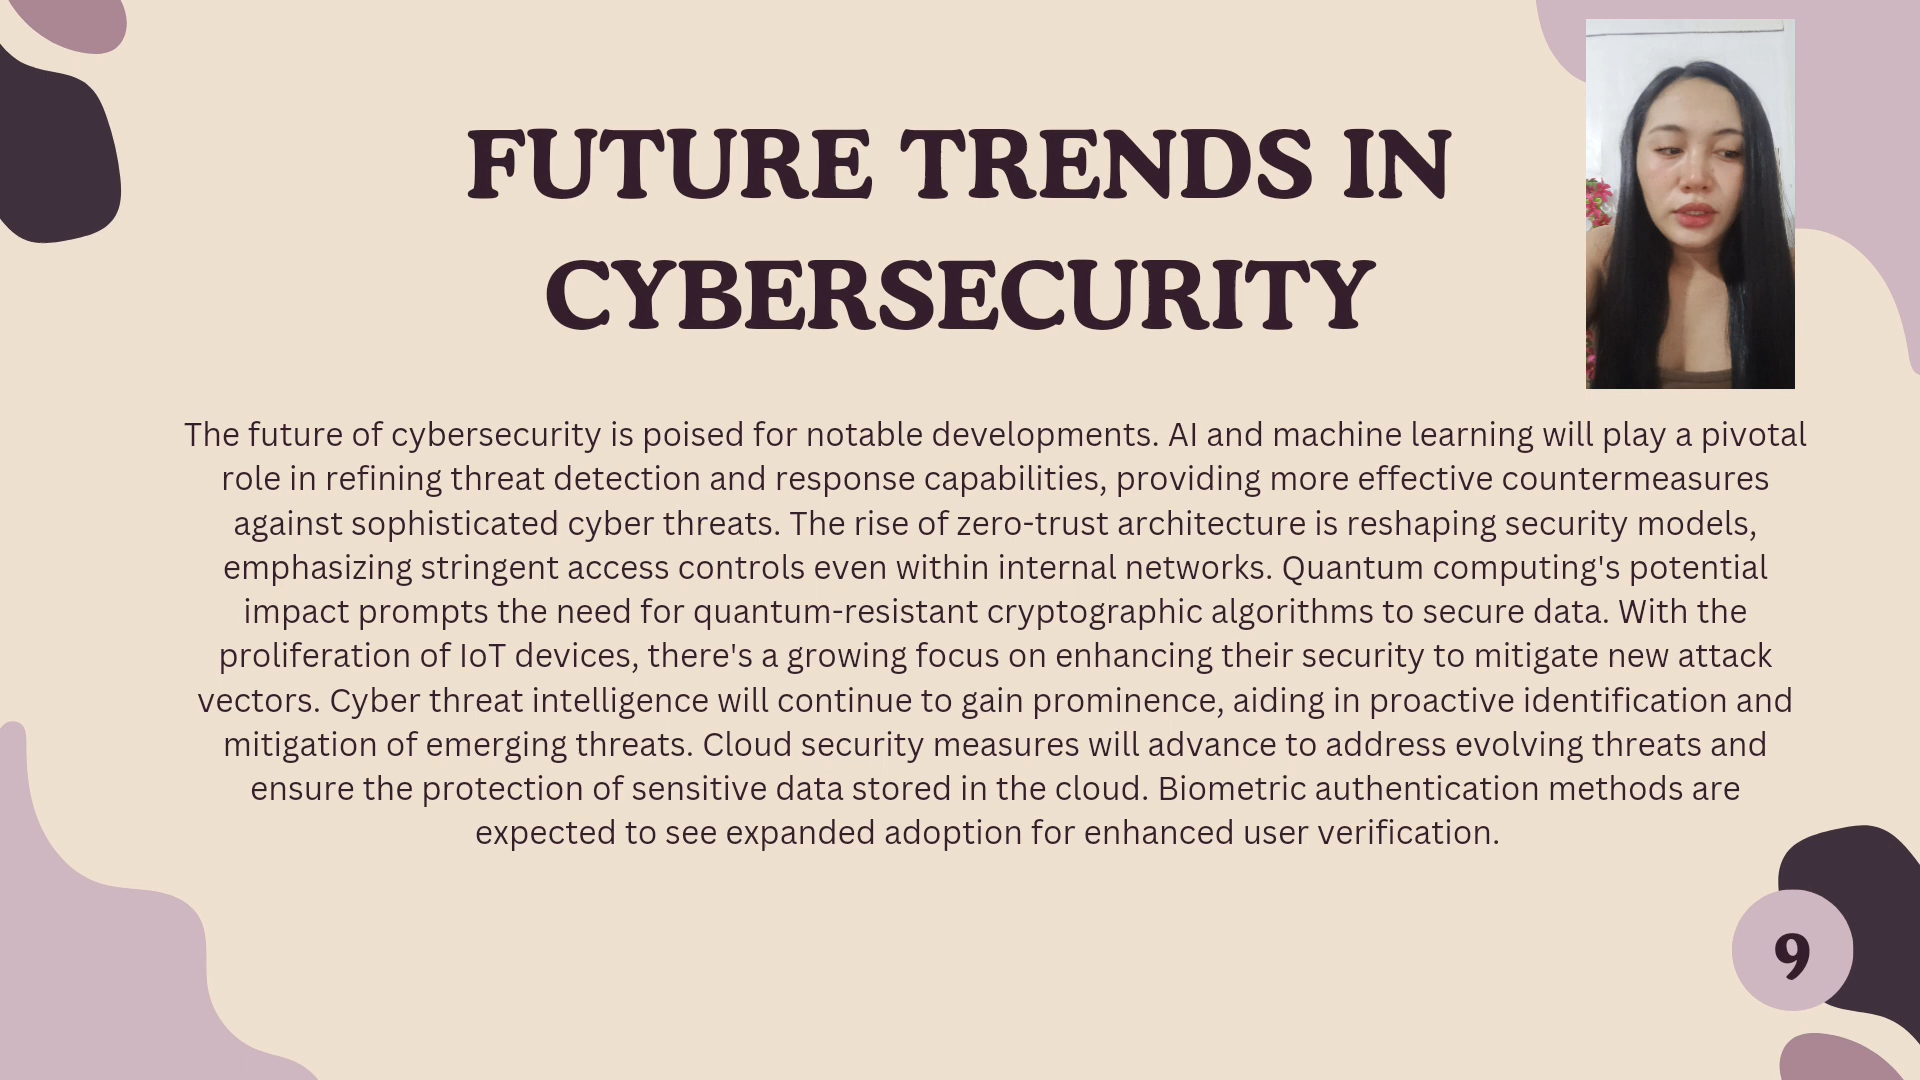 FUTURE TRENDS IN
CYBERSECURITY
The future of cybersecurity is poised for notable developments. AI and machine learning will play a pivotal
role in refining threat detection and response capabilities, providing more effective countermeasures
against sophisticated cyber threats. The rise of zero-trust architecture is reshaping security models,
emphasizing stringent access controls even within internal networks. Quantum computing's potential
impact prompts the need for quantum-resistant cryptographic algorithms to secure data. With the
proliferation of IoT devices, there's a growing focus on enhancing their security to mitigate new attack
vectors. Cyber threat intelligence will continue to gain prominence, aiding in proactive identification and
mitigation of emerging threats. Cloud security measures will advance to address evolving threats and
ensure the protection of sensitive data stored in the cloud. Biometric authentication methods are
expected to see expanded adoption for enhanced user verification.
9